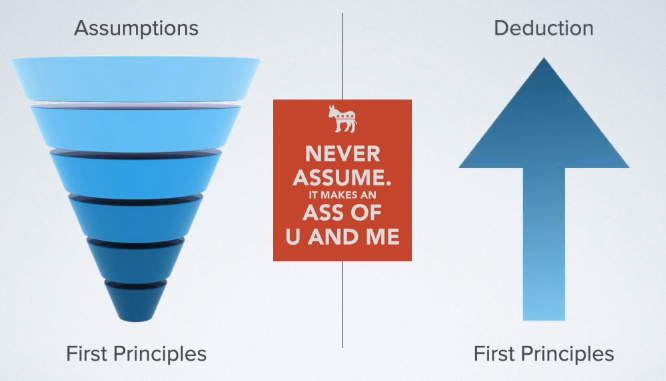 Assumptions
Deduction
NEVER
ASSUME.
IT MAKES AN
ASS OF
U AND ME
First Principles
First Principles